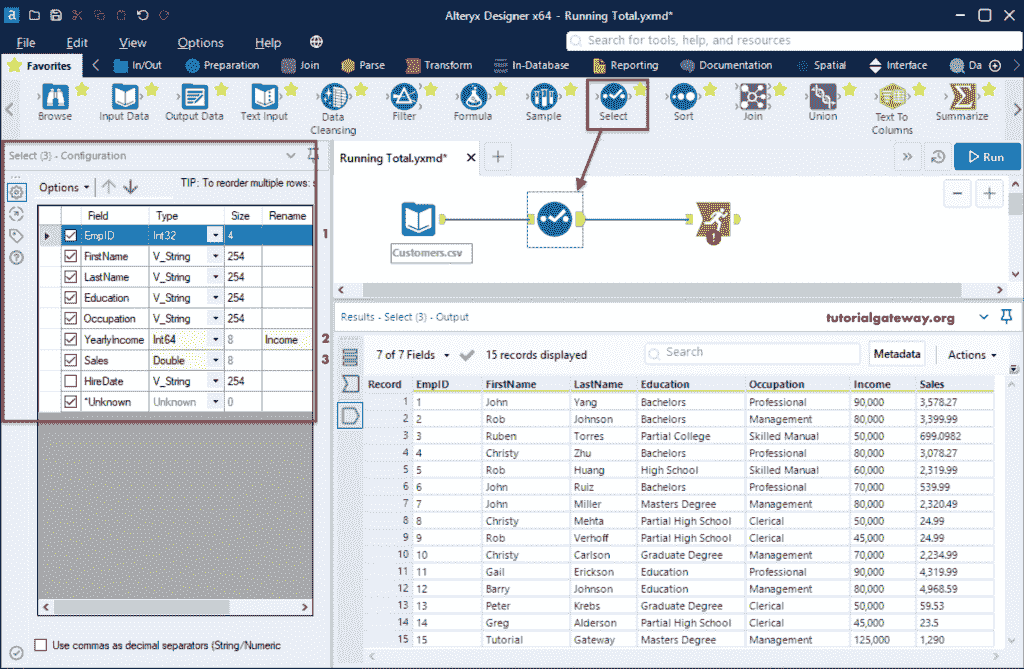 a Alteryx Designer x64 - Running Total.yxmd*
File Edit View Options Help Search for tools, help, and resources
Favorites In/Out Preparation Join Parse Transform In-Database Reporting Documentation Spatial Interface Da
Browse Input Data Output Data Text Input Data Cleansing Filter Formula Sample Select Sort Join Union Text To Columns Summarize
Select (3) - Configuration
Options TIP: To reorder multiple rows: s
Field Type Size Rename
EmpID Int32 4 1
FirstName V_String 254
LastName V_String 254
Education V_String 254
Occupation V_String 254
YearlyIncome Int64 8 Income 2
Sales Double 8 3
HireDate V_String 254
*Unknown Unknown 0
Use commas as decimal separators (String/Numeric
Running Total.yxmd* Run
Customers.csv
Results - Select (3) - Output tutorialgateway.org
7 of 7 Fields 15 records displayed Search Metadata Actions
Record EmpID FirstName LastName Education Occupation Income Sales
1 1 John Yang Bachelors Professional 90,000 3,578.27
2 2 Rob Johnson Bachelors Management 80,000 3,399.99
3 3 Ruben Torres Partial College Skilled Manual 50,000 699.0982
4 4 Christy Zhu Bachelors Professional 80,000 3,078.27
5 5 Rob Huang High School Skilled Manual 60,000 2,319.99
6 6 John Ruiz Bachelors Professional 70,000 539.99
7 7 John Miller Masters Degree Management 80,000 2,320.49
8 8 Christy Mehta Partial High School Clerical 50,000 24.99
9 9 Rob Verhoff Partial High School Clerical 45,000 24.99
10 10 Christy Carlson Graduate Degree Management 70,000 2,234.99
11 11 Gail Erickson Education Professional 90,000 4,319.99
12 12 Barry Johnson Education Management 80,000 4,968.59
13 13 Peter Krebs Graduate Degree Clerical 50,000 59.53
14 14 Greg Alderson Partial High School Clerical 45,000 23.5
15 15 Tutorial Gateway Masters Degree Management 125,000 1,290